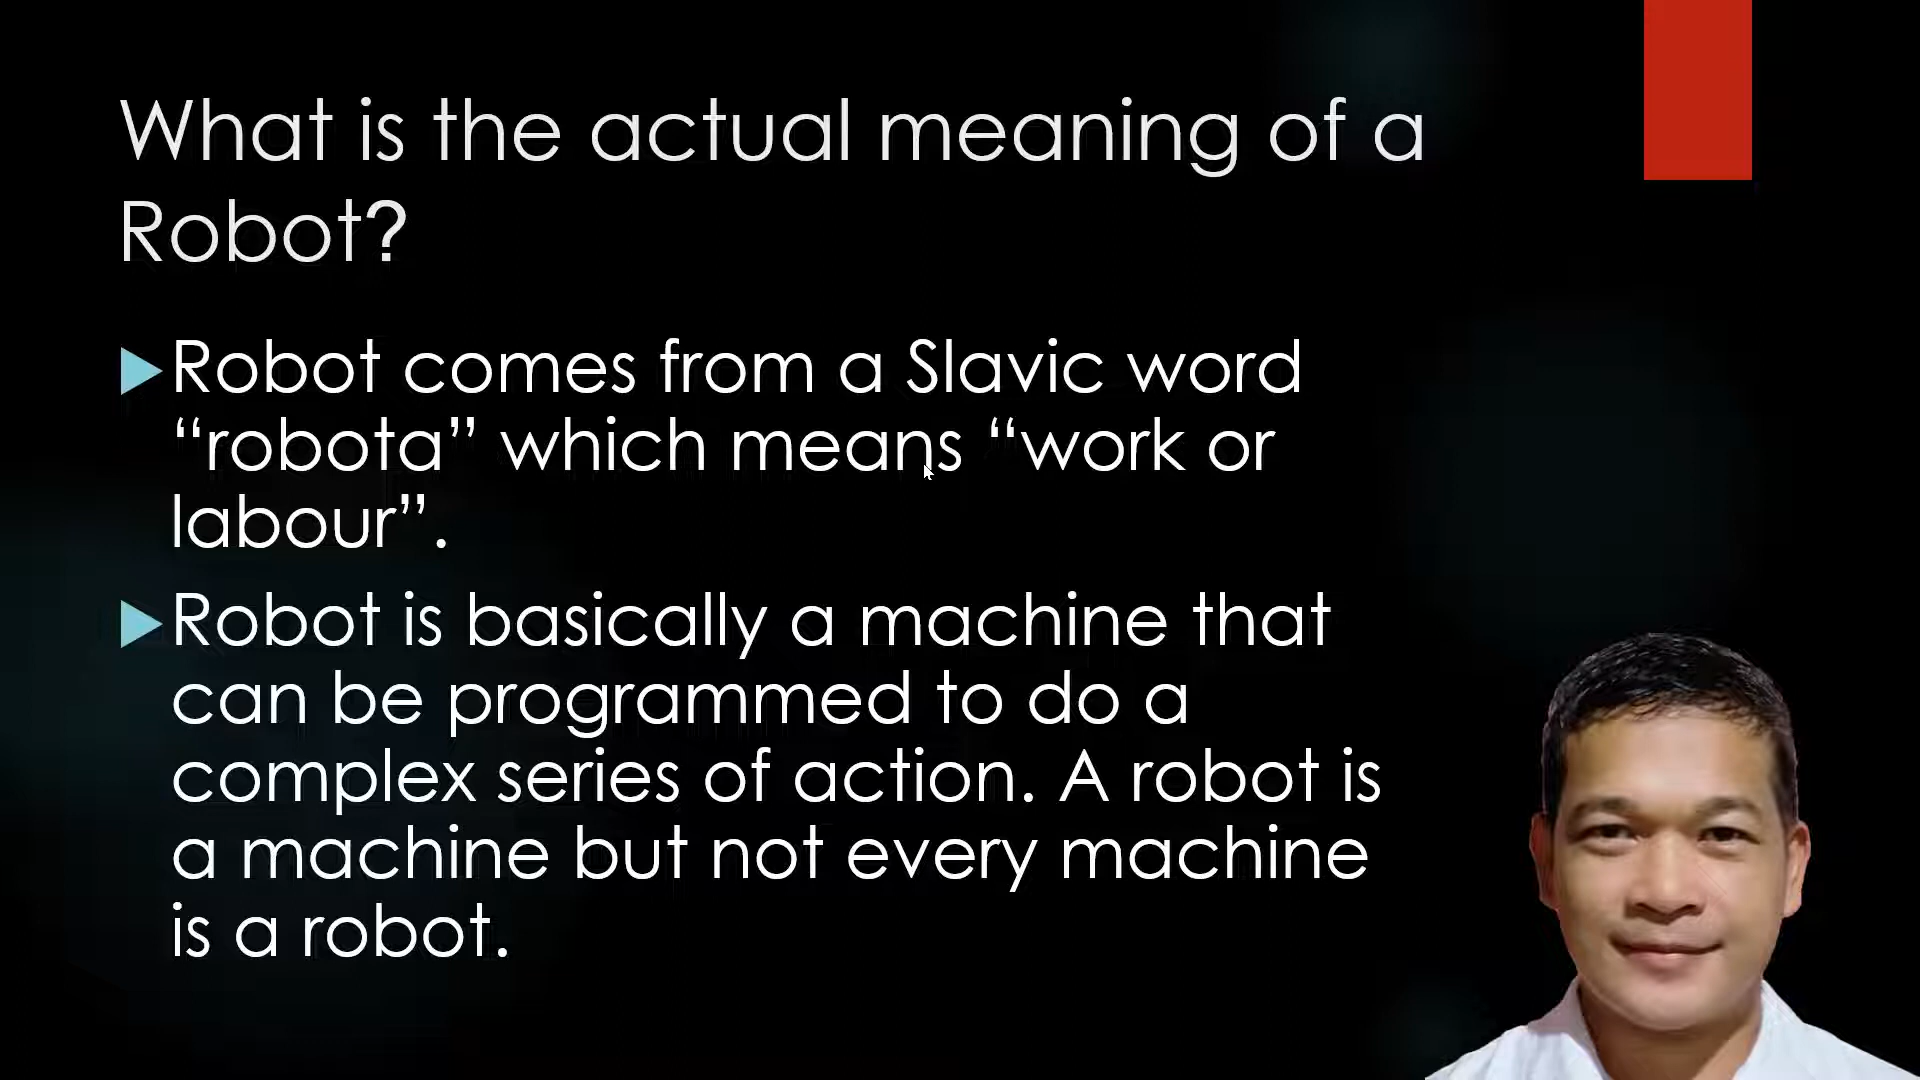 What is the actual meaning of a
Robot?
Robot comes from a Slavic word
“robota” which means “work or
labour”.
Robot is basically a machine that
can be programmed to do a
complex series of action. A robot is
a machine but not every machine
is a robot.